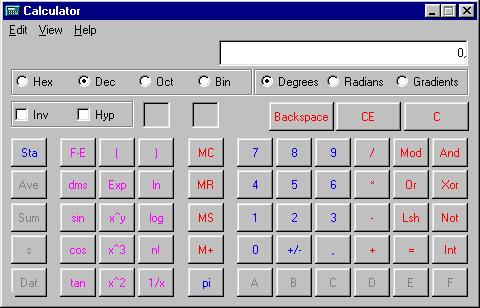 Calculator
Edit View Help
0,
Hex Dec Oct Bin Degrees Radians Gradients
Inv Hyp Backspace CE C
Sta F-E ( ) MC 7 8 9 / Mod And
Ave dms Exp ln MR 4 5 6 * Or Xor
Sum sin x^y log MS 1 2 3 - Lsh Not
s cos x^3 n! M+ 0 +/- , + = Int
Dat tan x^2 1/x pi A B C D E F